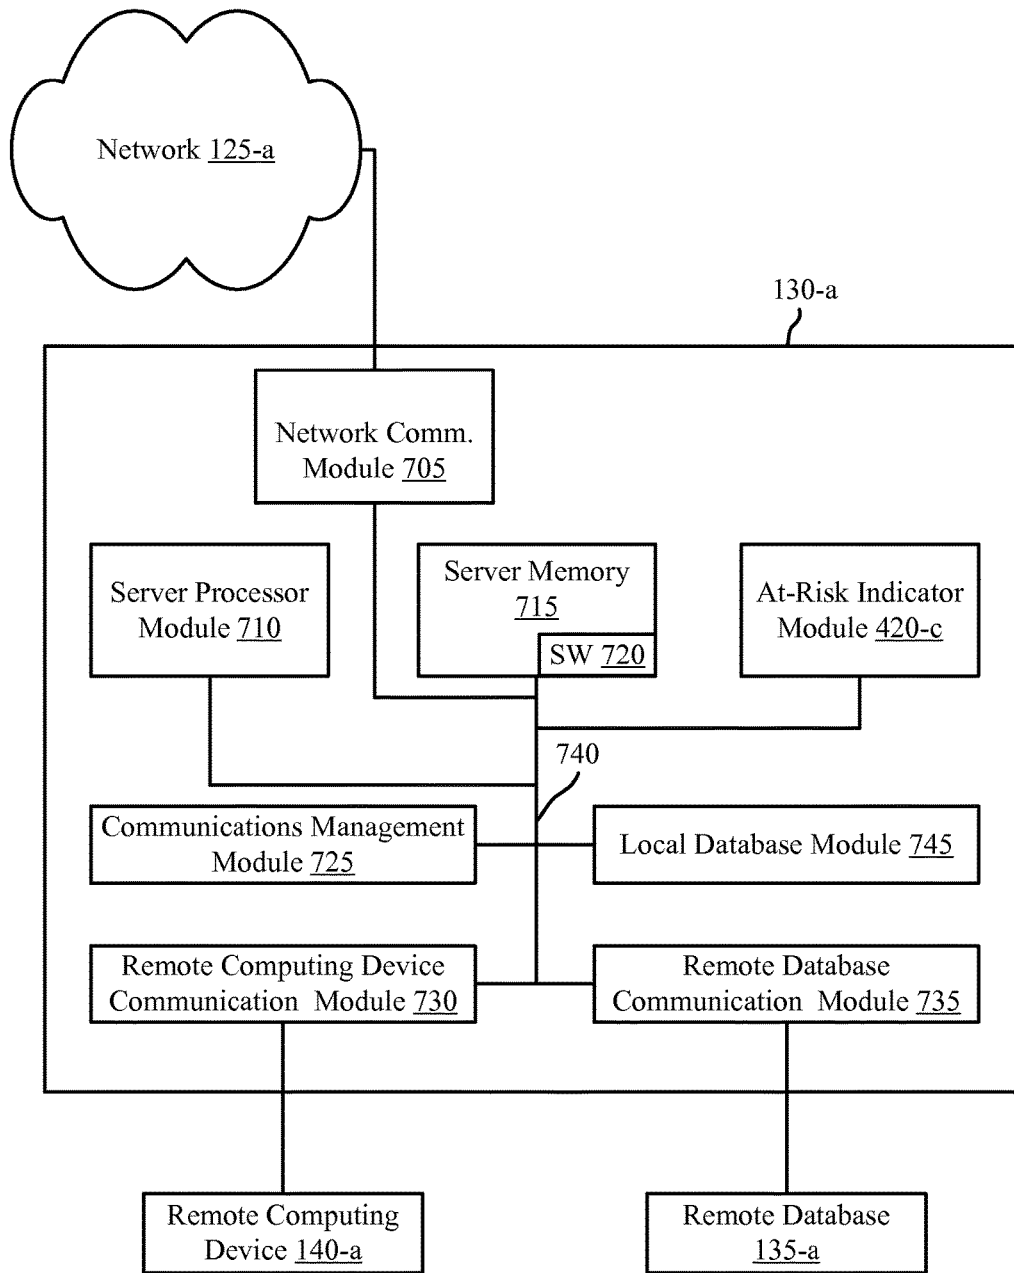 Network 125-a
130-a
Network Comm.
Module 705
Server Processor
Module 710
Server Memory
715
SW 720
At-Risk Indicator
Module 420-c
740
Communications Management
Module 725
Local Database Module 745
Remote Computing Device
Communication Module 730
Remote Database
Communication Module 735
Remote Computing
Device 140-a
Remote Database
135-a